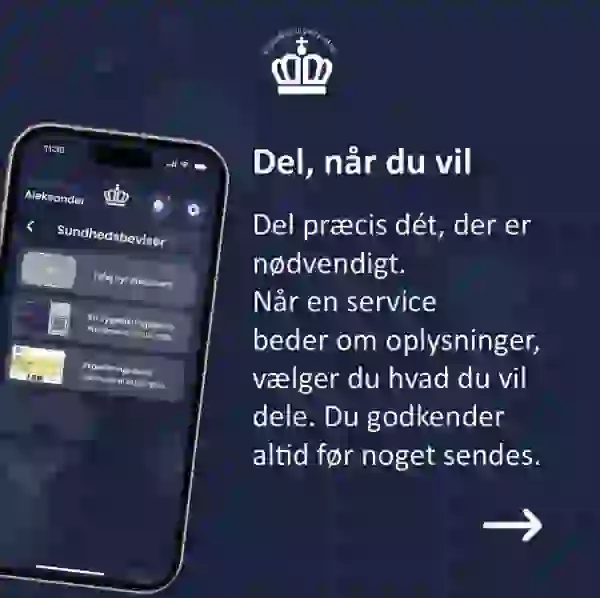 11:30
Aleksander
Sundhedsbeviser
Del, når du vil
Del præcis dét, der er
nødvendigt.
Når en service
beder om oplysninger,
vælger du hvad du vil
dele. Du godkender
altid før noget sendes.